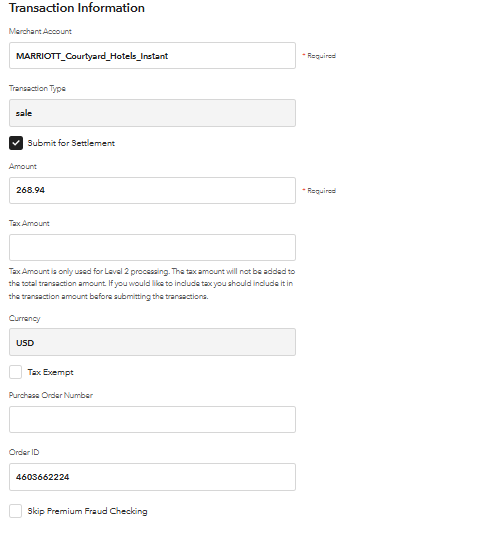 Transaction Information
Merchant Account
MARRIOTT_Courtyard_Hotels_Instant
* Required
Transaction Type
sale
Submit for Settlement
Amount
268.94
* Required
Tax Amount
Tax Amount is only used for Level 2 processing. The tax amount will not be added to
the total transaction amount. If you would like to include tax you should include it in
the transaction amount before submitting the transactions.
Currency
USD
Tax Exempt
Purchase Order Number
Order ID
4603662224
Skip Premium Fraud Checking